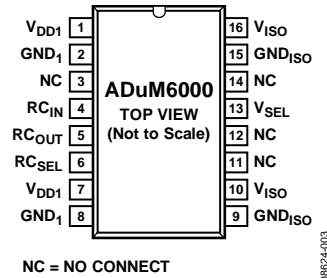 VDD1 1
GND1 2
NC 3
RCIN 4
RCOUT 5
RCSEL 6
VDD1 7
GND1 8
ADuM6000
TOP VIEW
(Not to Scale)
16 VISO
15 GNDISO
14 NC
13 VSEL
12 NC
11 NC
10 VISO
9 GNDISO
NC = NO CONNECT
08624-003